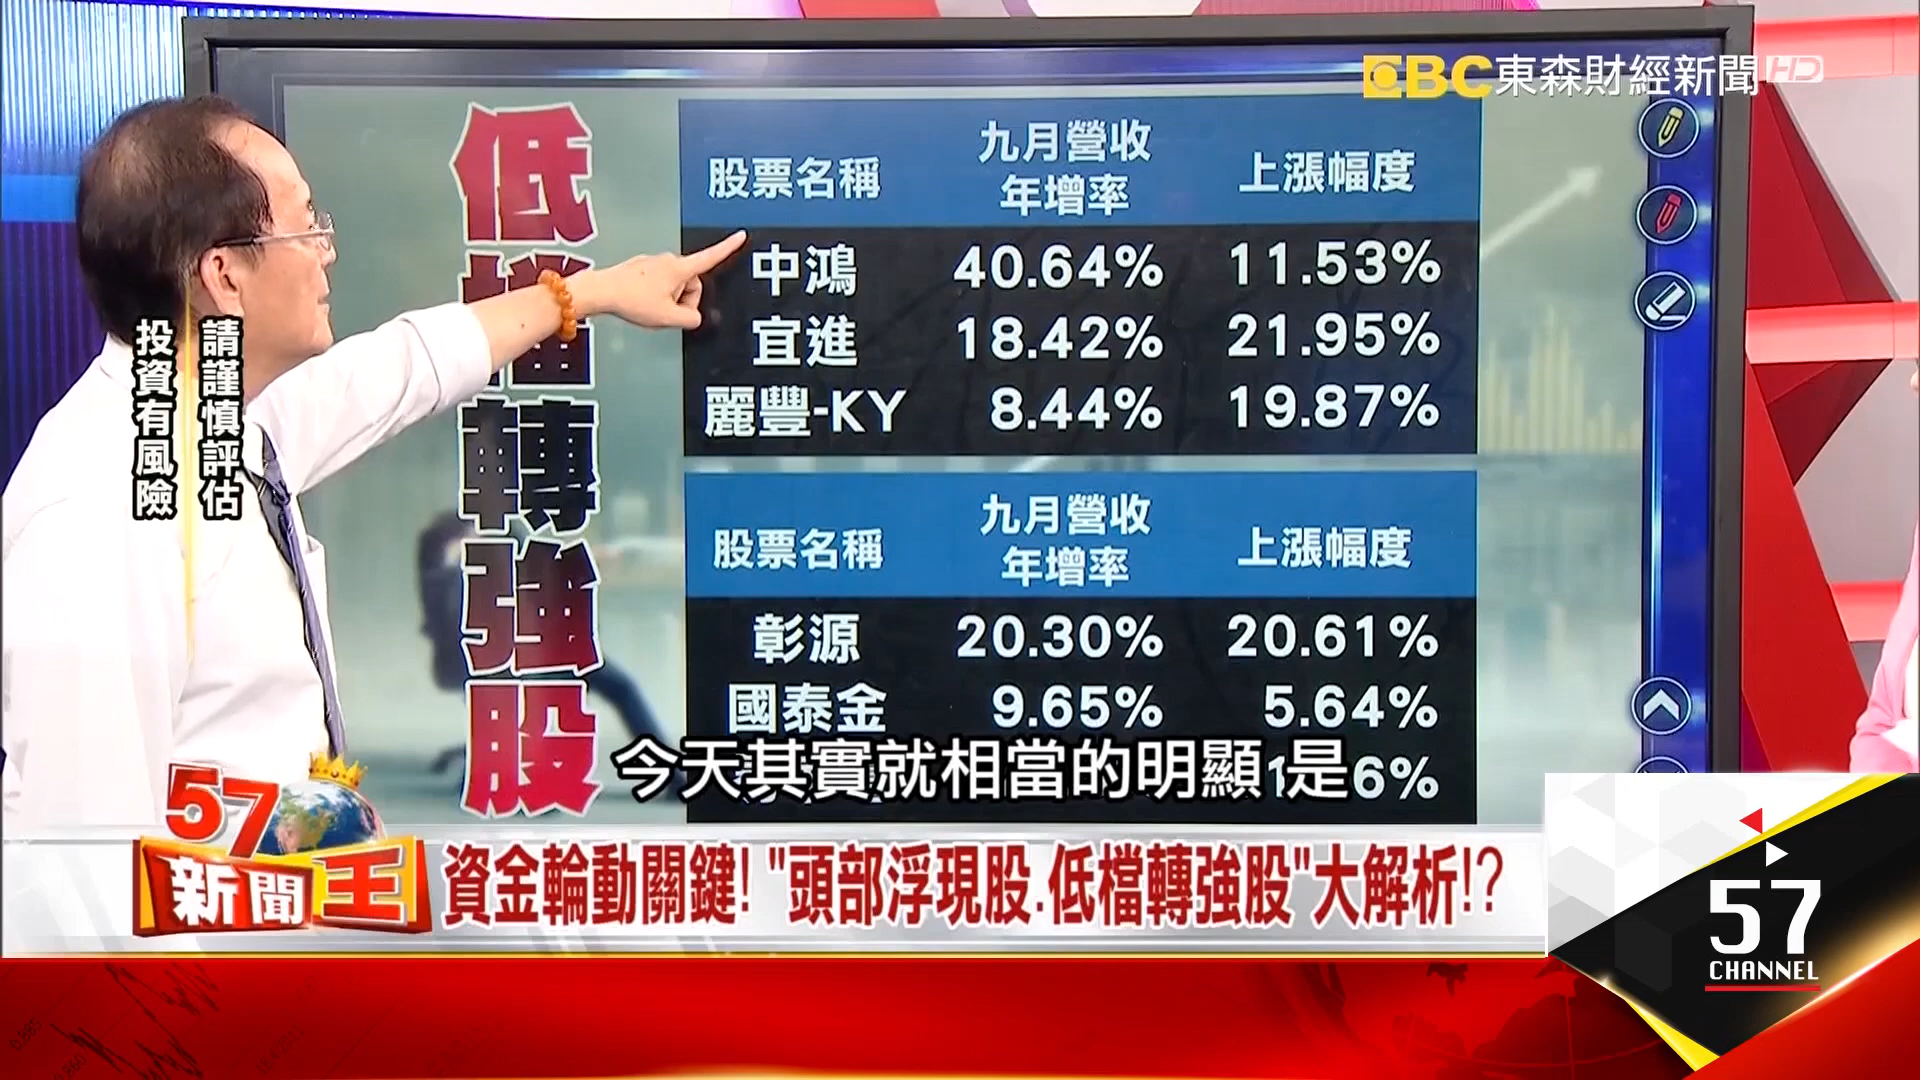 EBC東森財經新聞HD
請謹慎評估
投資有風險
低檔轉強股
股票名稱 九月營收年增率 上漲幅度
中鴻 40.64% 11.53%
宜進 18.42% 21.95%
麗豐-KY 8.44% 19.87%
股票名稱 九月營收年增率 上漲幅度
彰源 20.30% 20.61%
國泰金 9.65% 5.64%
今天其實就相當的明顯 是
57
新聞王
資金輪動關鍵!"頭部浮現股.低檔轉強股"大解析!?
57
CHANNEL